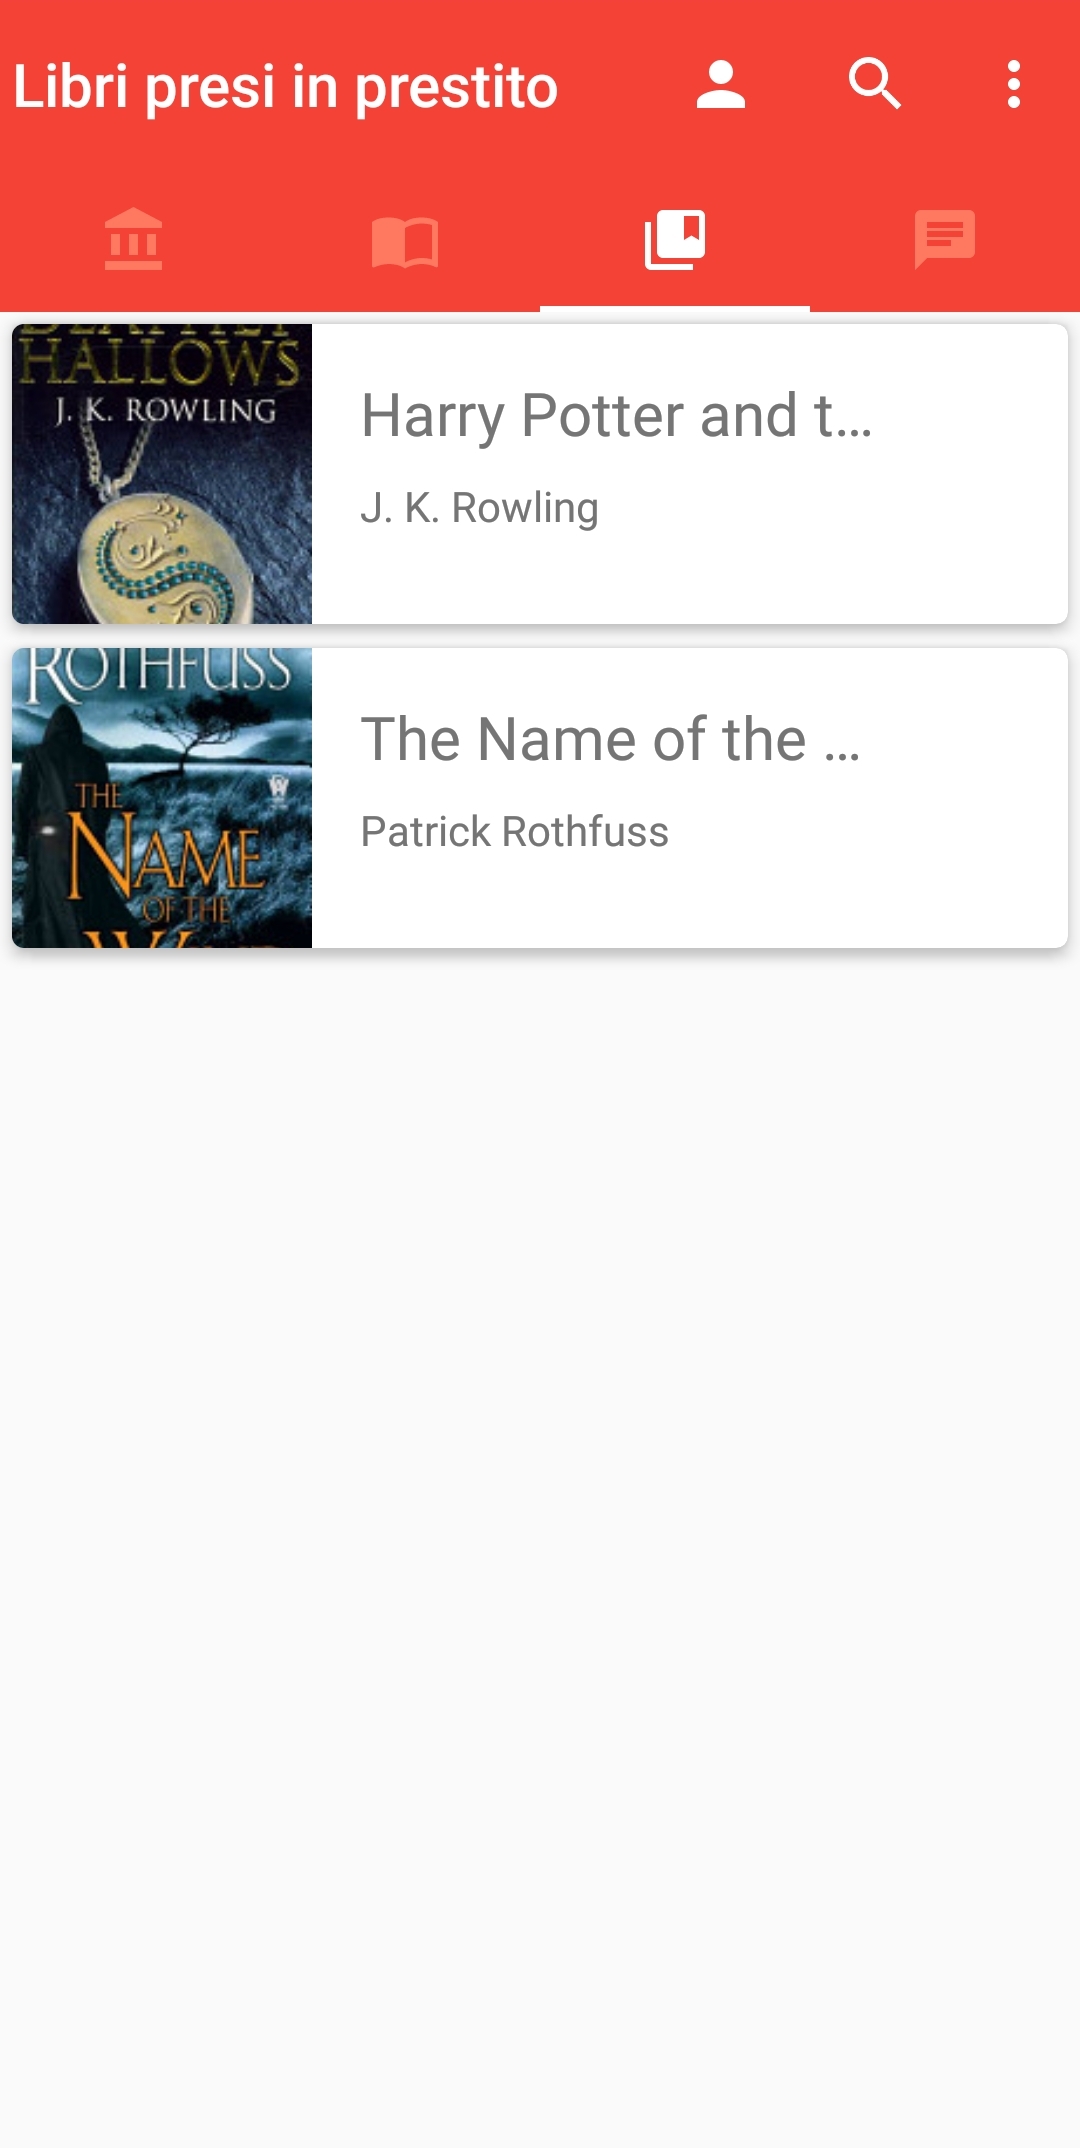 Libri presi in prestito
HALLOWS
J. K. ROWLING
Harry Potter and t...
J. K. Rowling
ROTHFUSS
THE
NAME
OF THE
The Name of the ...
Patrick Rothfuss